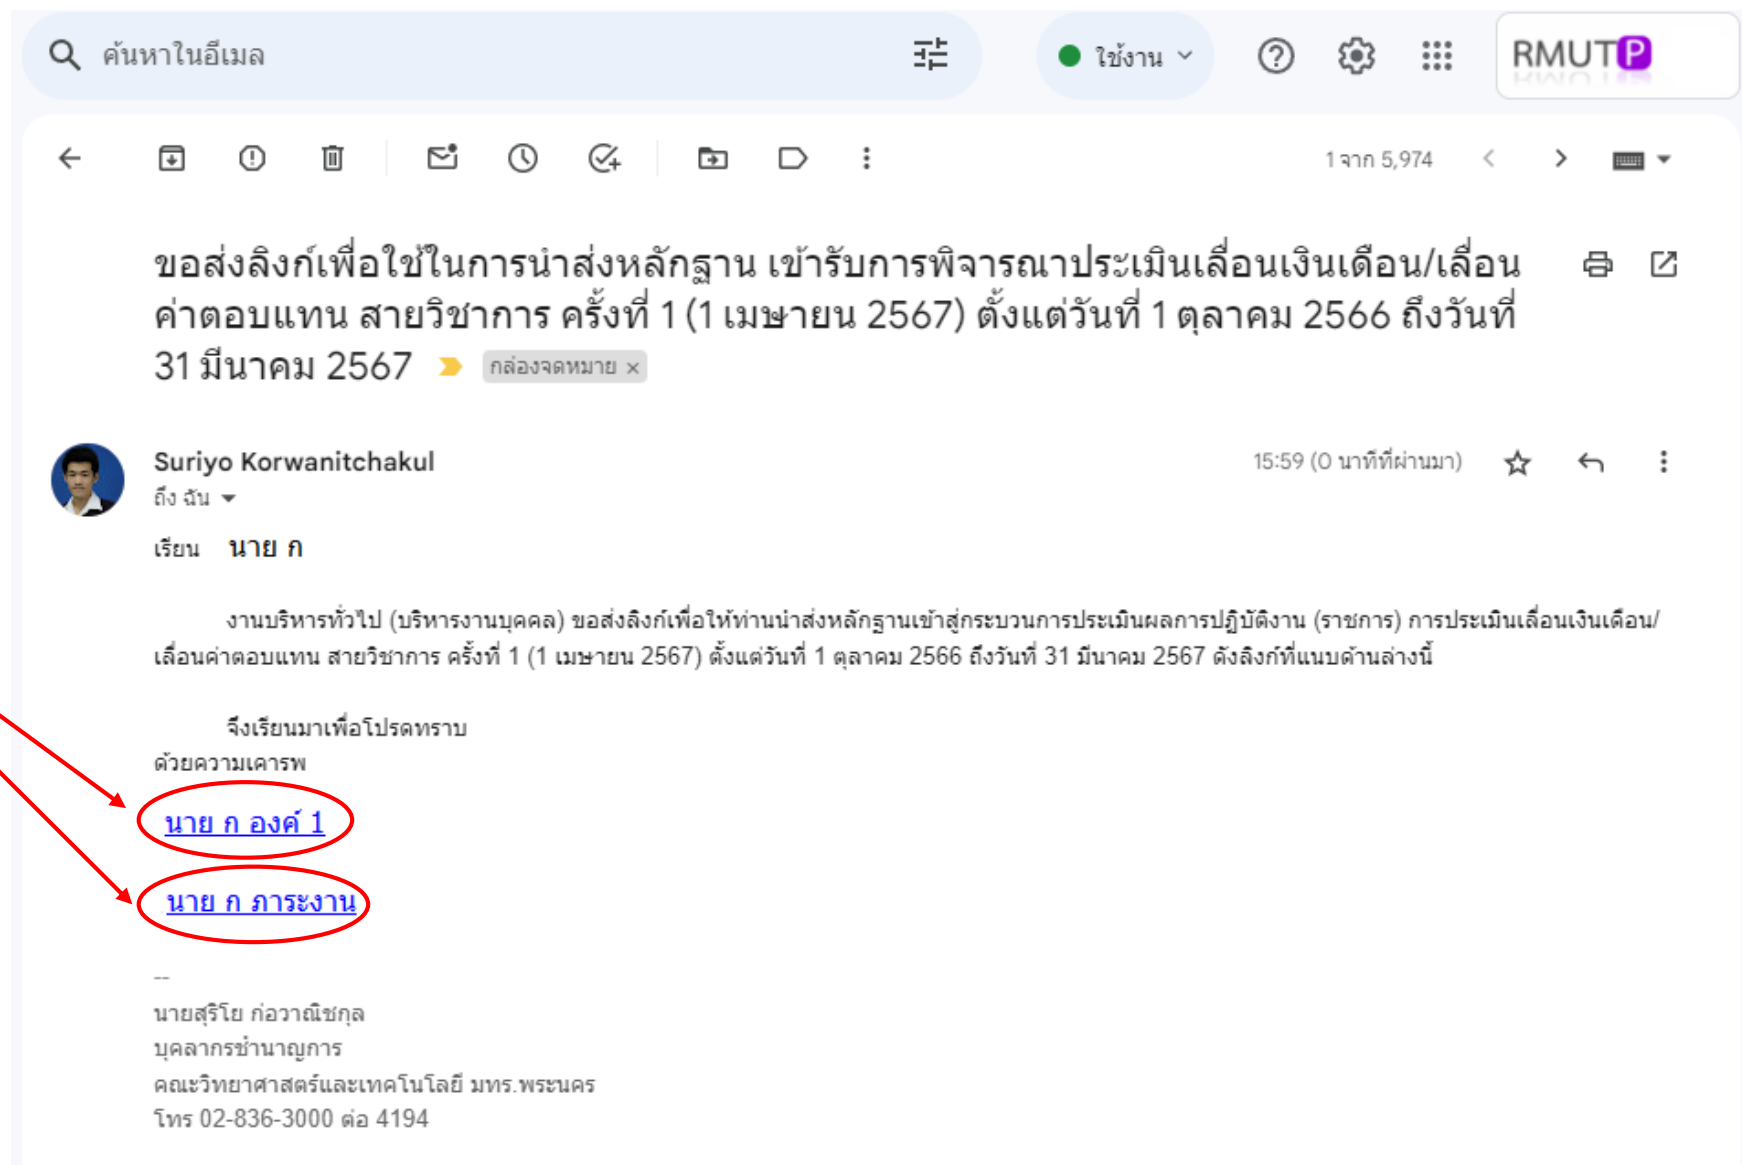 ค้นหาในอีเมล
ใช้งาน
RMUTP
1 จาก 5,974
ขอส่งลิงก์เพื่อใช้ในการนำส่งหลักฐาน เข้ารับการพิจารณาประเมินเลื่อนเงินเดือน/เลื่อน
ค่าตอบแทน สายวิชาการ ครั้งที่ 1 (1 เมษายน 2567) ตั้งแต่วันที่ 1 ตุลาคม 2566 ถึงวันที่
31 มีนาคม 2567 กล่องจดหมาย ×
Suriyo Korwanitchakul
15:59 (0 นาทีที่ผ่านมา)
ถึง ฉัน
เรียน นาย ก
งานบริหารทั่วไป (บริหารงานบุคคล) ขอส่งลิงก์เพื่อให้ท่านนำส่งหลักฐานเข้าสู่กระบวนการประเมินผลการปฏิบัติงาน (ราชการ) การประเมินเลื่อนเงินเดือน/
เลื่อนค่าตอบแทน สายวิชาการ ครั้งที่ 1 (1 เมษายน 2567) ตั้งแต่วันที่ 1 ตุลาคม 2566 ถึงวันที่ 31 มีนาคม 2567 ดังลิงก์ที่แนบด้านล่างนี้
จึงเรียนมาเพื่อโปรดทราบ
ด้วยความเคารพ
นาย ก องค์ 1
นาย ก ภาระงาน
--
นายสุริโย ก่อวาณิชกุล
บุคลากรชำนาญการ
คณะวิทยาศาสตร์และเทคโนโลยี มทร.พระนคร
โทร 02-836-3000 ต่อ 4194